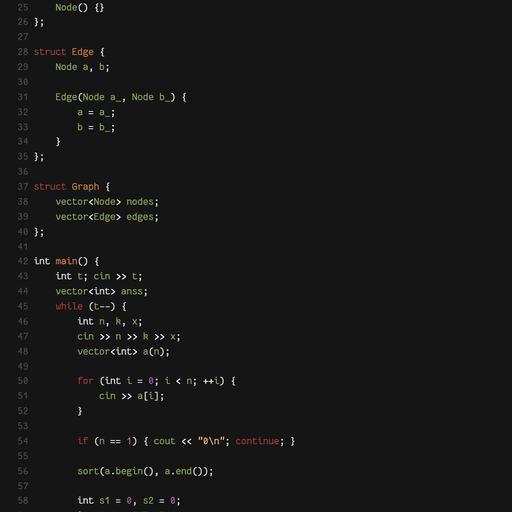 25 Node() {}
26 };
27
28 struct Edge {
29 Node a, b;
30
31 Edge(Node a_, Node b_) {
32 a = a_;
33 b = b_;
34 }
35 };
36
37 struct Graph {
38 vector<Node> nodes;
39 vector<Edge> edges;
40 };
41
42 int main() {
43 int t; cin >> t;
44 vector<int> anss;
45 while (t--) {
46 int n, k, x;
47 cin >> n >> k >> x;
48 vector<int> a(n);
49
50 for (int i = 0; i < n; ++i) {
51 cin >> a[i];
52 }
53
54 if (n == 1) { cout << "0\n"; continue; }
55
56 sort(a.begin(), a.end());
57
58 int s1 = 0, s2 = 0;